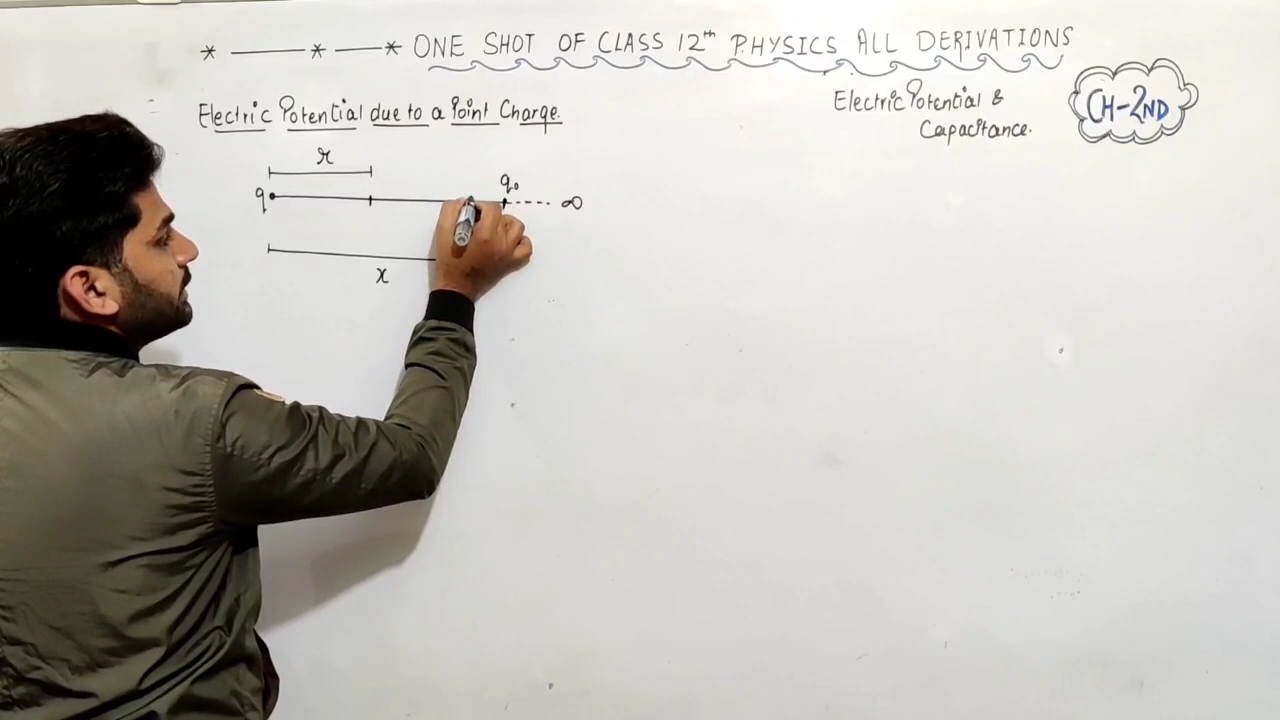 * —— * — * ONE SHOT OF CLASS 12th PHYSICS ALL DERIVATIONS
Electric Potential &
Capacitance.
CH-2ND
Electric Potential due to a Point Charge.
r
q
q₀
∞
x